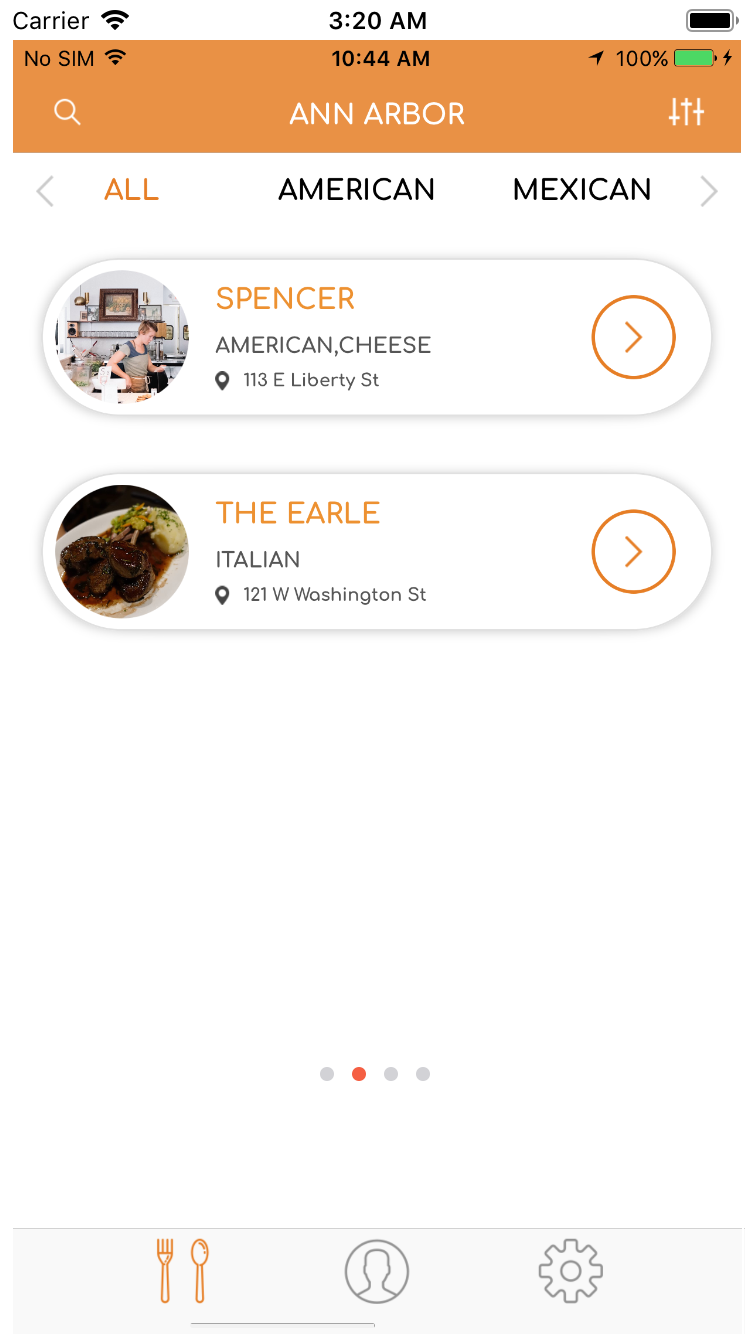 Carrier 3:20 AM
No SIM 10:44 AM 100%
ANN ARBOR
ALL AMERICAN MEXICAN
SPENCER
AMERICAN,CHEESE
113 E Liberty St
THE EARLE
ITALIAN
121 W Washington St